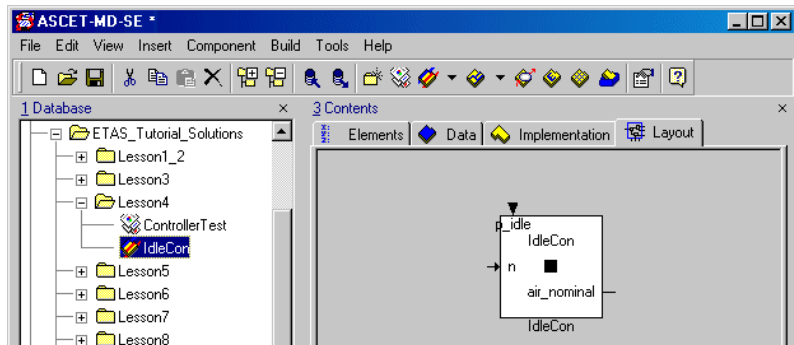 ASCET-MD-SE *
File Edit View Insert Component Build Tools Help
1 Database ×
3 Contents ×
ETAS_Tutorial_Solutions
Elements Data Implementation Layout
Lesson1_2
Lesson3
Lesson4
ControllerTest
IdleCon
Lesson5
Lesson6
Lesson7
Lesson8
p_idle
IdleCon
n
air_nominal
IdleCon